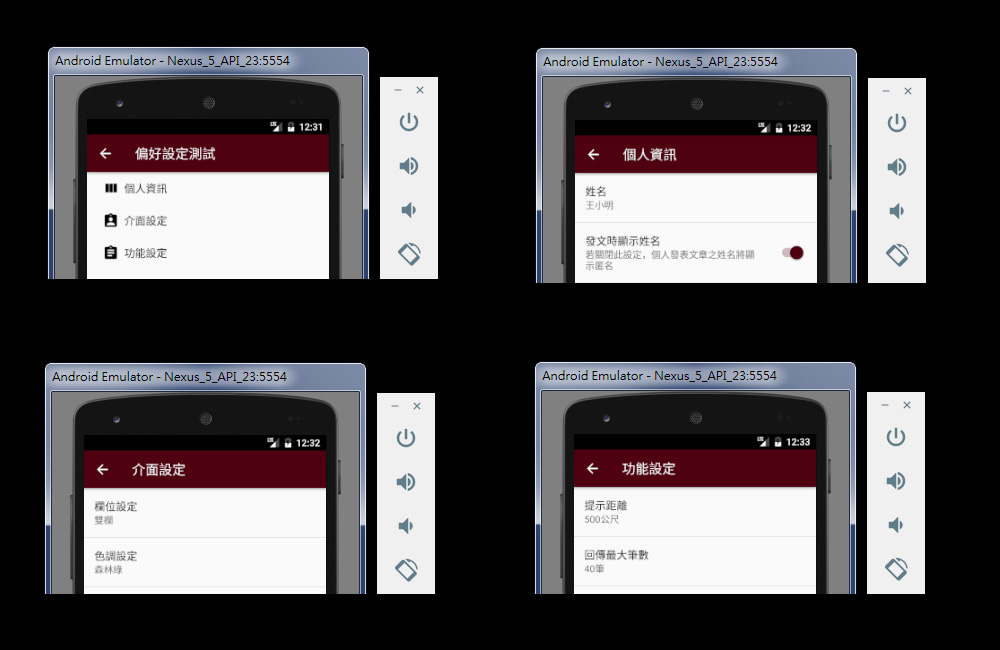 Android Emulator - Nexus_5_API_23:5554
12:31
偏好設定測試
個人資訊
介面設定
功能設定
Android Emulator - Nexus_5_API_23:5554
12:32
個人資訊
姓名
王小明
發文時顯示姓名
若關閉此設定，個人發表文章之姓名將顯
示匿名
Android Emulator - Nexus_5_API_23:5554
12:32
介面設定
欄位設定
雙欄
色調設定
森林綠
Android Emulator - Nexus_5_API_23:5554
12:33
功能設定
提示距離
500公尺
回傳最大筆數
40筆